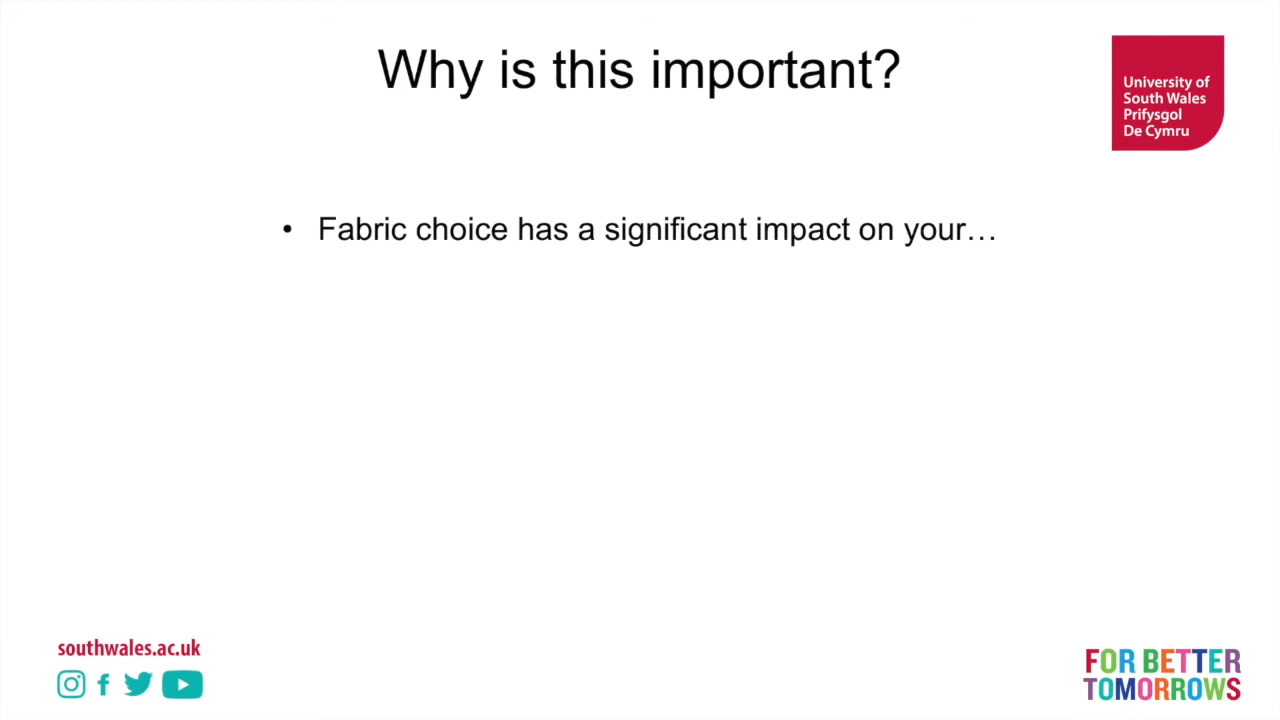 Why is this important?
University of
South Wales
Prifysgol
De Cymru
• Fabric choice has a significant impact on your…
southwales.ac.uk
FOR BETTER
TOMORROWS